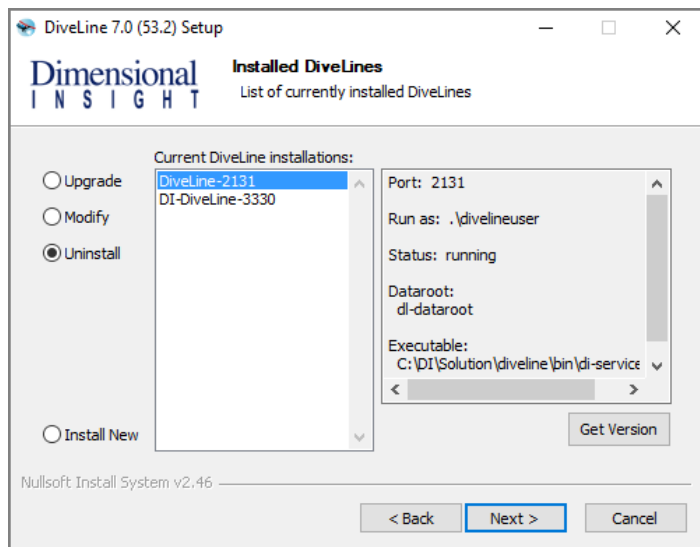 DiveLine 7.0 (53.2) Setup
Dimensional
INSIGHT
Installed DiveLines
List of currently installed DiveLines
Current DiveLine installations:
Upgrade
Modify
Uninstall
Install New
DiveLine-2131
DI-DiveLine-3330
Port: 2131
Run as: .\divelineuser
Status: running
Dataroot:
dl-dataroot
Executable:
C:\DI\Solution\diveline\bin\di-service
Get Version
Nullsoft Install System v2.46
< Back
Next >
Cancel